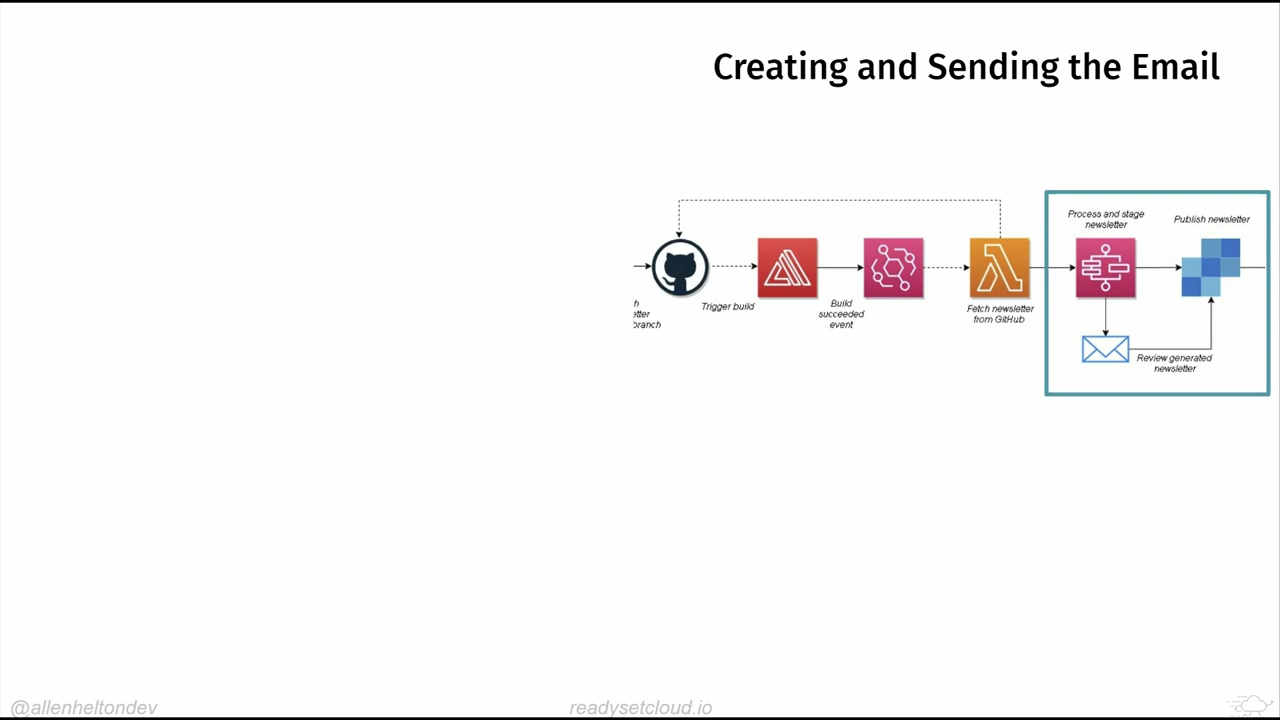 Creating and Sending the Email
Process and stage
newsletter
Publish newsletter
Trigger build
Build
succeeded
event
Fetch newsletter
from GitHub
Review generated
newsletter
@allenheltondev
readysetcloud.io